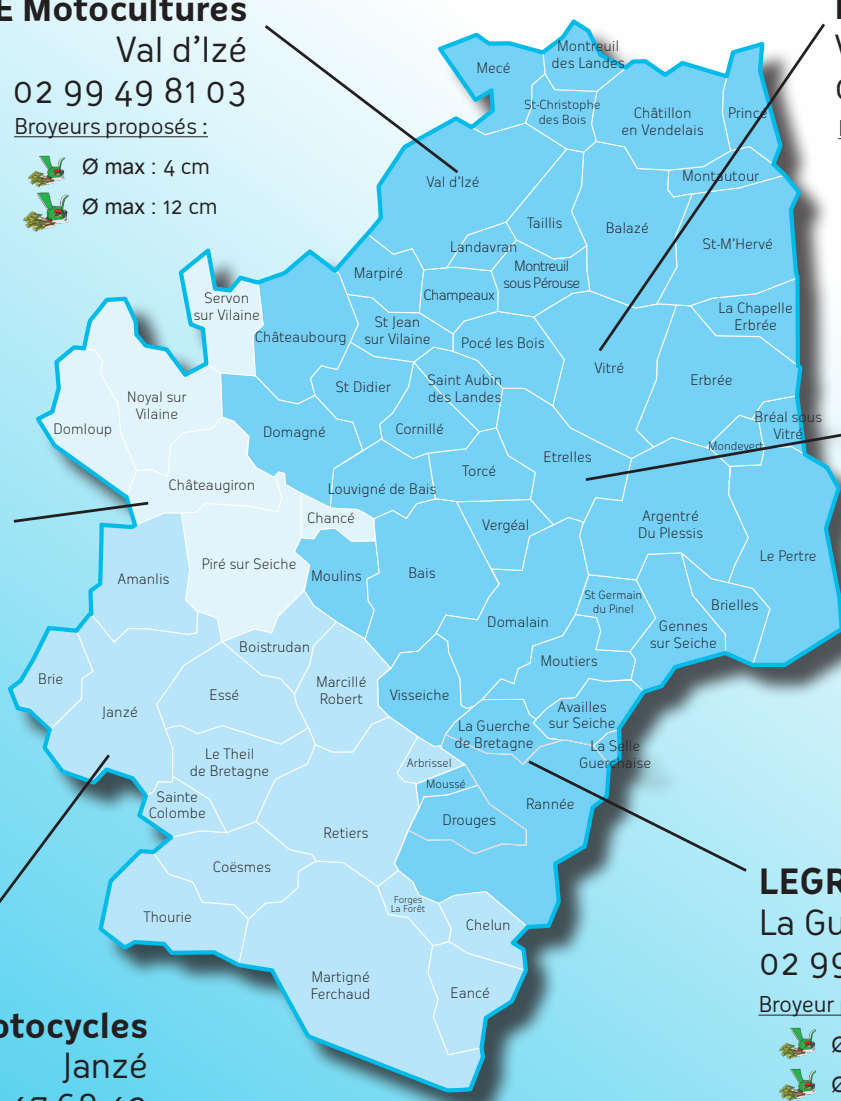 E Motocultures
Val d'Izé
02 99 49 81 03
Broyeurs proposés :
Ø max : 4 cm
Ø max : 12 cm
Mecé
Montreuil
des Landes
St-Christophe
des Bois
Châtillon
en Vendelais
Princé
Montautour
Val d'Izé
Taillis
Balazé
St-M'Hervé
Landavran
Montreuil
sous Pérouse
Marpiré
Champeaux
La Chapelle
Erbrée
Servon
sur Vilaine
Châteaubourg
St Jean
sur Vilaine
Pocé les Bois
Vitré
Erbrée
St Didier
Saint Aubin
des Landes
Noyal sur
Vilaine
Domloup
Domagné
Cornillé
Bréal sous
Vitré
Mondevert
Etrelles
Torcé
Châteaugiron
Louvigné de Bais
Chancé
Vergéal
Argentré
Du Plessis
Le Pertre
Piré sur Seiche
Amanlis
Moulins
Bais
St Germain
du Pinel
Brielles
Domalain
Gennes
sur Seiche
Boistrudan
Moutiers
Brie
Essé
Marcillé
Robert
Visseiche
Janzé
Availles
sur Seiche
La Guerche
de Bretagne
La Selle
Guerchaise
Le Theil
de Bretagne
Arbrissel
Moussé
Sainte
Colombe
Rannée
Drouges
Retiers
Coësmes
Forges
La Forêt
Thourie
Chelun
Martigné
Ferchaud
Eancé
LEGR
La Gu
02 99
Broyeur
Ø
Ø
otocycles
Janzé